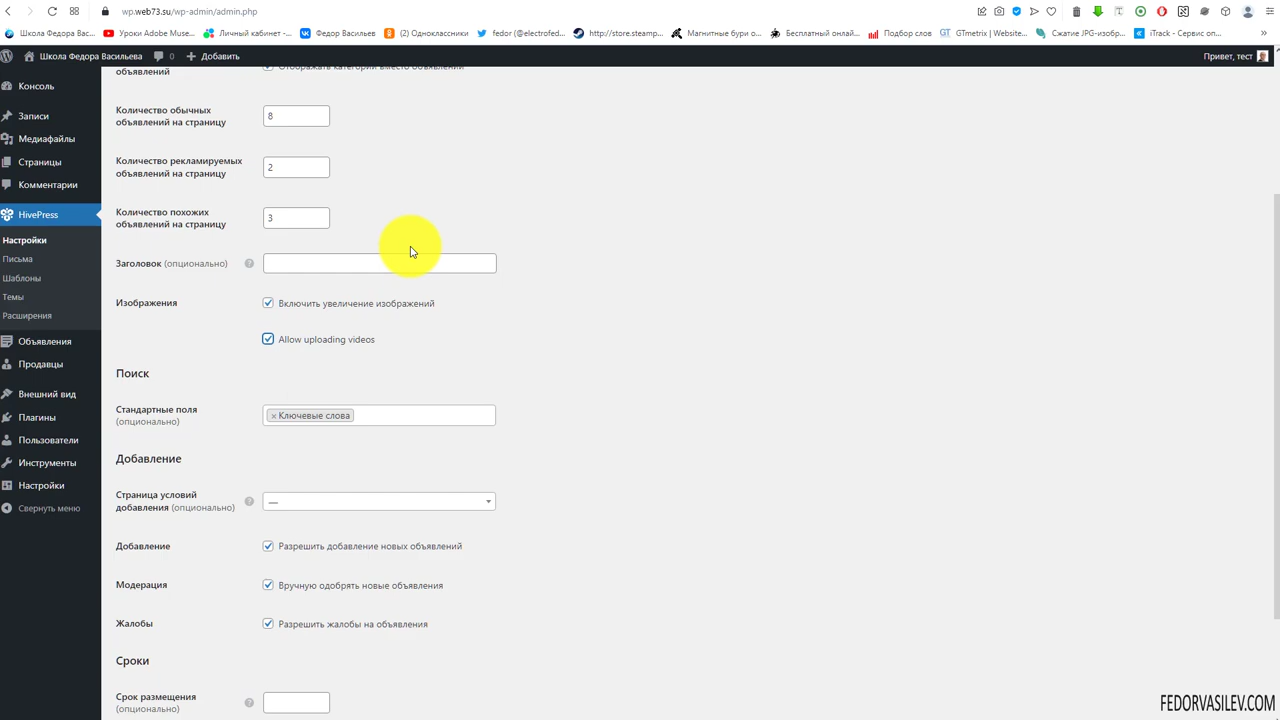 wp.web73.su/wp-admin/admin.php
Школа Федора Вас...
Уроки Adobe Muse...
Личный кабинет -...
Федор Васильев
(2) Одноклассники
fedor (@electrofed...
http://store.steamp...
Магнитные бури о...
Бесплатный онлай...
Подбор слов
GTmetrix | Website...
Сжатие JPG-изобр...
iTrack - Сервис оп...
Школа Федора Васильева
0
Добавить
Привет, тест
Консоль
Записи
Медиафайлы
Страницы
Комментарии
HivePress
Настройки
Письма
Шаблоны
Темы
Расширения
Объявления
Продавцы
Внешний вид
Плагины
Пользователи
Инструменты
Настройки
Свернуть меню
объявлений
Отображать категории вместо объявлений
Количество обычных
объявлений на страницу
8
Количество рекламируемых
объявлений на страницу
2
Количество похожих
объявлений на страницу
3
Заголовок (опционально)
Изображения
Включить увеличение изображений
Allow uploading videos
Поиск
Стандартные поля
(опционально)
× Ключевые слова
Добавление
Страница условий
добавления (опционально)
—
Добавление
Разрешить добавление новых объявлений
Модерация
Вручную одобрять новые объявления
Жалобы
Разрешить жалобы на объявления
Сроки
Срок размещения
(опционально)
FEDORVASILEV.COM